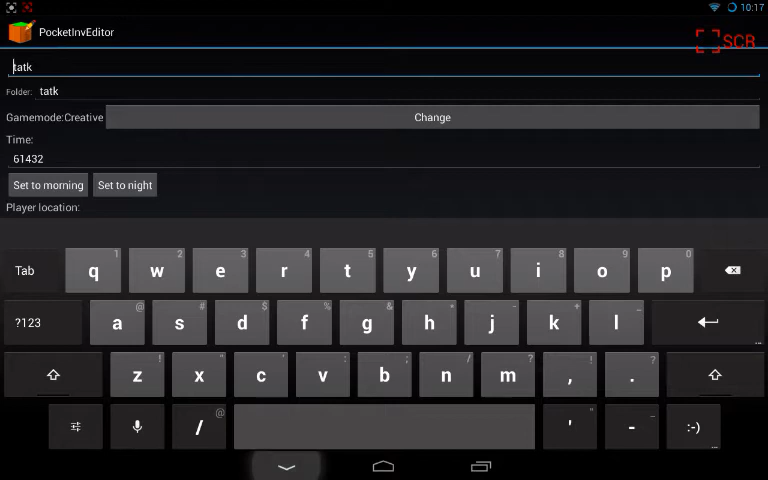 10:17
PocketInvEditor
SCR
tatk
Folder: tatk
Gamemode:Creative Change
Time:
61432
Set to morning Set to night
Player location:
1 2 3 4 5 6 7 8 9 0
Tab q w e r t y u i o p
@ # $ % & * - + _
?123 a s d f g h j k l
! " ' : ; / ! ?
z x c v b n m , .
/ @ ' " - _ :-)